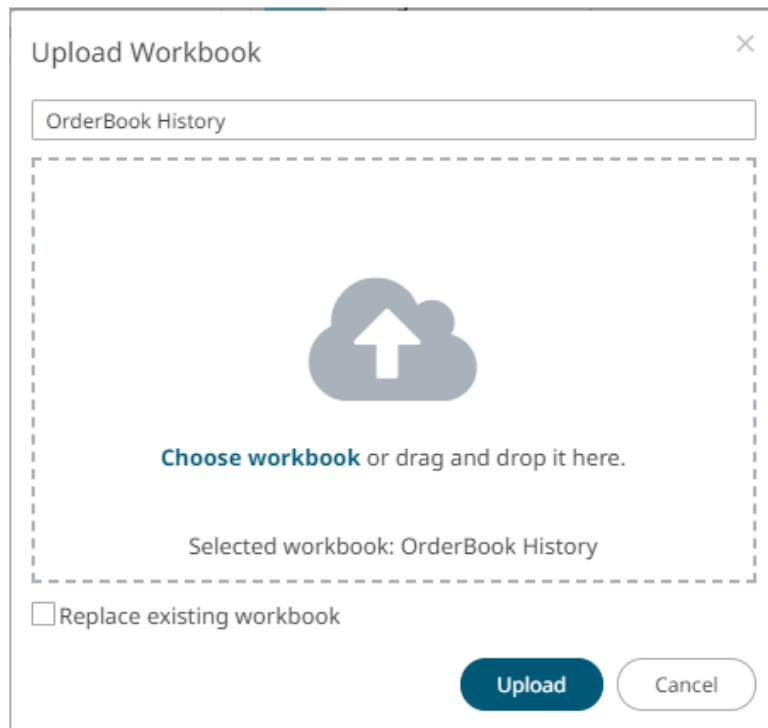 Upload Workbook
OrderBook History
Choose workbook or drag and drop it here.
Selected workbook: OrderBook History
Replace existing workbook
Upload
Cancel